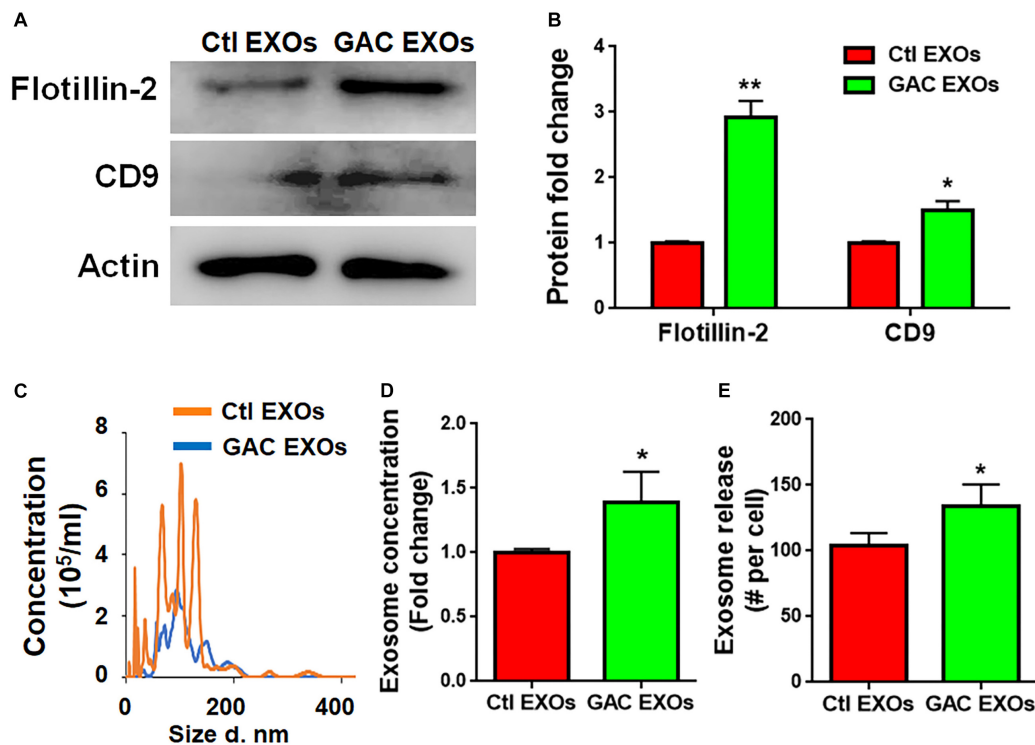 A
Ctl EXOs GAC EXOs
Flotillin-2
CD9
Actin
B
Ctl EXOs
GAC EXOs
Protein fold change
4
3
2
1
0
**
*
Flotillin-2 CD9
C
Ctl EXOs
GAC EXOs
Concentration
(10⁵/ml)
8
6
4
2
0
0 200 400
Size d. nm
D
Exosome concentration
(Fold change)
2.0
1.5
1.0
0.5
0.0
*
Ctl EXOs GAC EXOs
E
Exosome release
(# per cell)
200
150
100
50
0
*
Ctl EXOs GAC EXOs